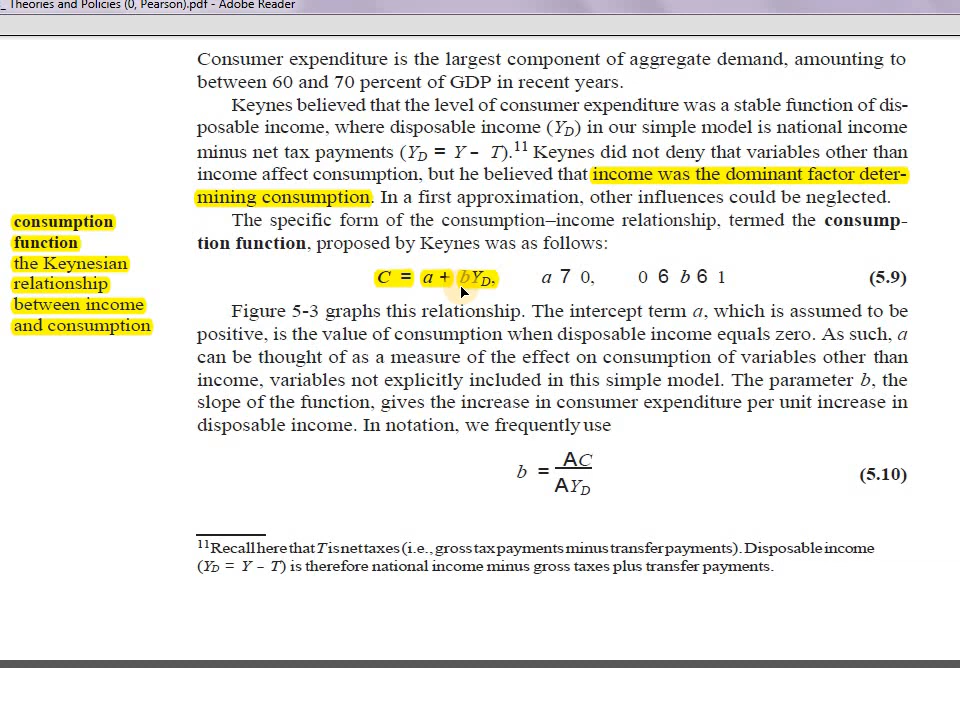 _ Theories and Policies (0, Pearson).pdf - Adobe Reader
Consumer expenditure is the largest component of aggregate demand, amounting to
between 60 and 70 percent of GDP in recent years.
Keynes believed that the level of consumer expenditure was a stable function of dis-
posable income, where disposable income (YD) in our simple model is national income
minus net tax payments (YD = Y – T).11 Keynes did not deny that variables other than
income affect consumption, but he believed that income was the dominant factor deter-
mining consumption. In a first approximation, other influences could be neglected.
The specific form of the consumption–income relationship, termed the consump-
tion function, proposed by Keynes was as follows:
consumption
function
the Keynesian
relationship
between income
and consumption
C = a + bYD, a 7 0, 0 6 b 6 1 (5.9)
Figure 5-3 graphs this relationship. The intercept term a, which is assumed to be
positive, is the value of consumption when disposable income equals zero. As such, a
can be thought of as a measure of the effect on consumption of variables other than
income, variables not explicitly included in this simple model. The parameter b, the
slope of the function, gives the increase in consumer expenditure per unit increase in
disposable income. In notation, we frequently use
b = AC
AYD (5.10)
11Recall here that T is net taxes (i.e., gross tax payments minus transfer payments). Disposable income
(YD = Y – T) is therefore national income minus gross taxes plus transfer payments.